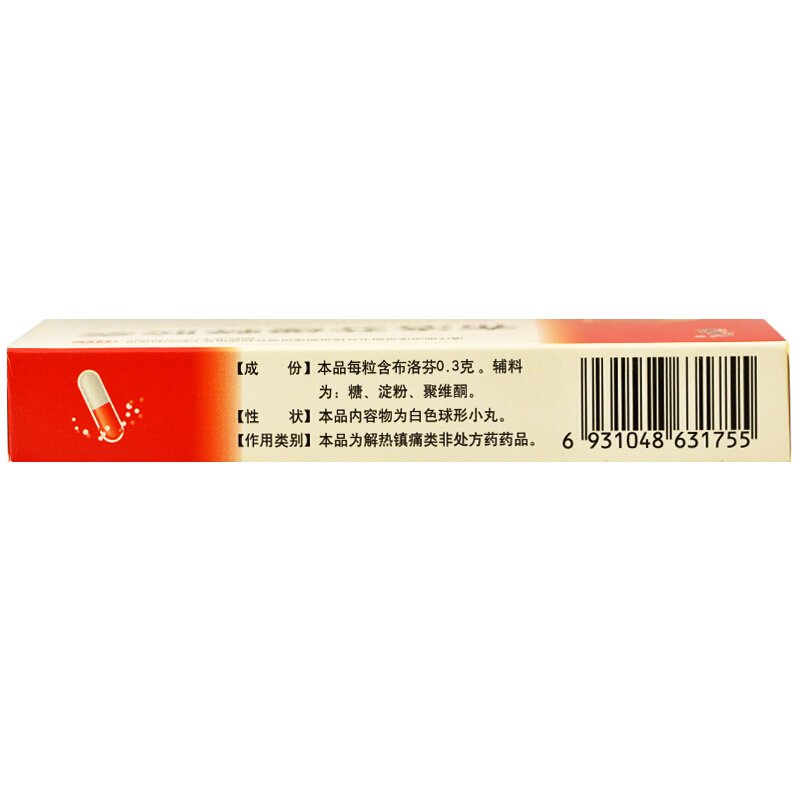 【成　　份】本品每粒含布洛芬0.3克。辅料
为：糖、淀粉、聚维酮。
【性　　状】本品内容物为白色球形小丸。
【作用类别】本品为解热镇痛类非处方药药品。
6 931048 631755